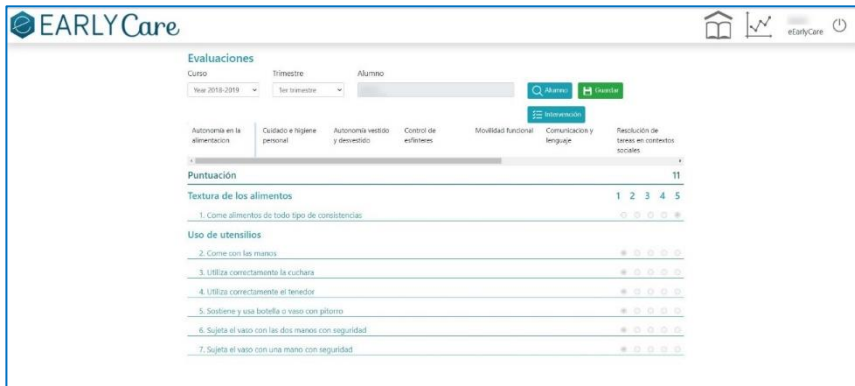 EARLY Care
eEarlyCare
Evaluaciones
Curso Trimestre Alumno
Year 2018-2019 1er trimestre
Alumno Guardar
Intervención
Autonomía en la alimentacion
Cuidado e higiene personal
Autonomía vestido y desvestido
Control de esfínteres
Movilidad funcional
Comunicacion y lenguaje
Resolución de tareas en contextos sociales
Puntuación 11
Textura de los alimentos 1 2 3 4 5
1. Come alimentos de todo tipo de consistencias
Uso de utensilios
2. Come con las manos
3. Utiliza correctamente la cuchara
4. Utiliza correctamente el tenedor
5. Sostiene y usa botella o vaso con pitorro
6. Sujeta el vaso con las dos manos con seguridad
7. Sujeta el vaso con una mano con seguridad